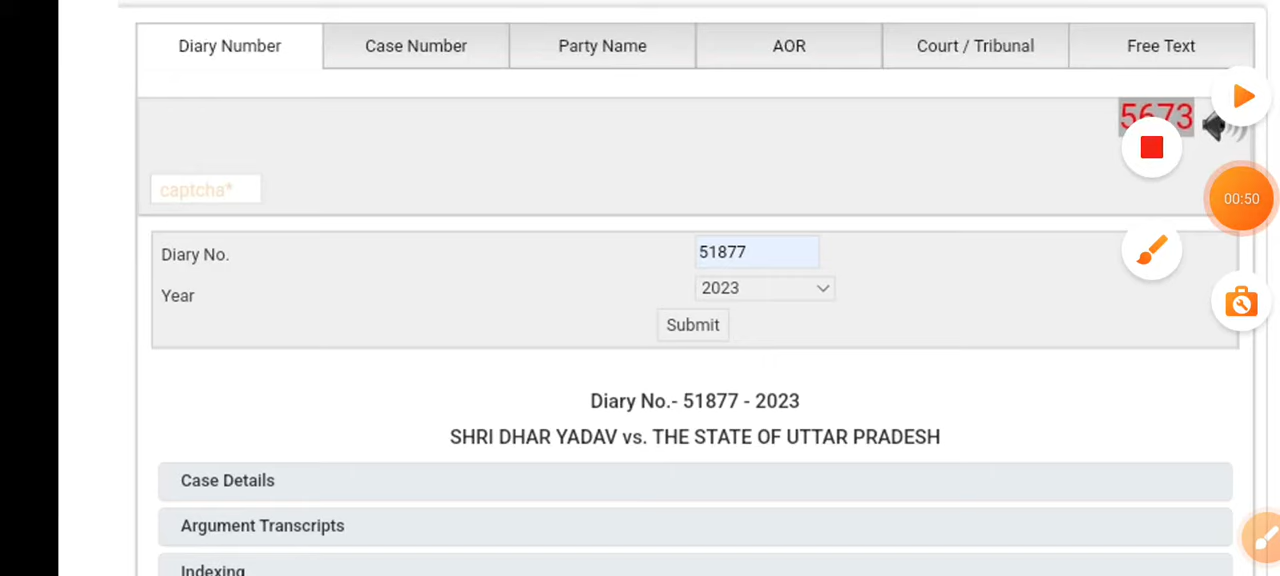 Diary Number Case Number Party Name AOR Court / Tribunal Free Text
5673
captcha*
00:50
Diary No. 51877
Year 2023
Submit
Diary No.- 51877 - 2023
SHRI DHAR YADAV vs. THE STATE OF UTTAR PRADESH
Case Details
Argument Transcripts
Indexing